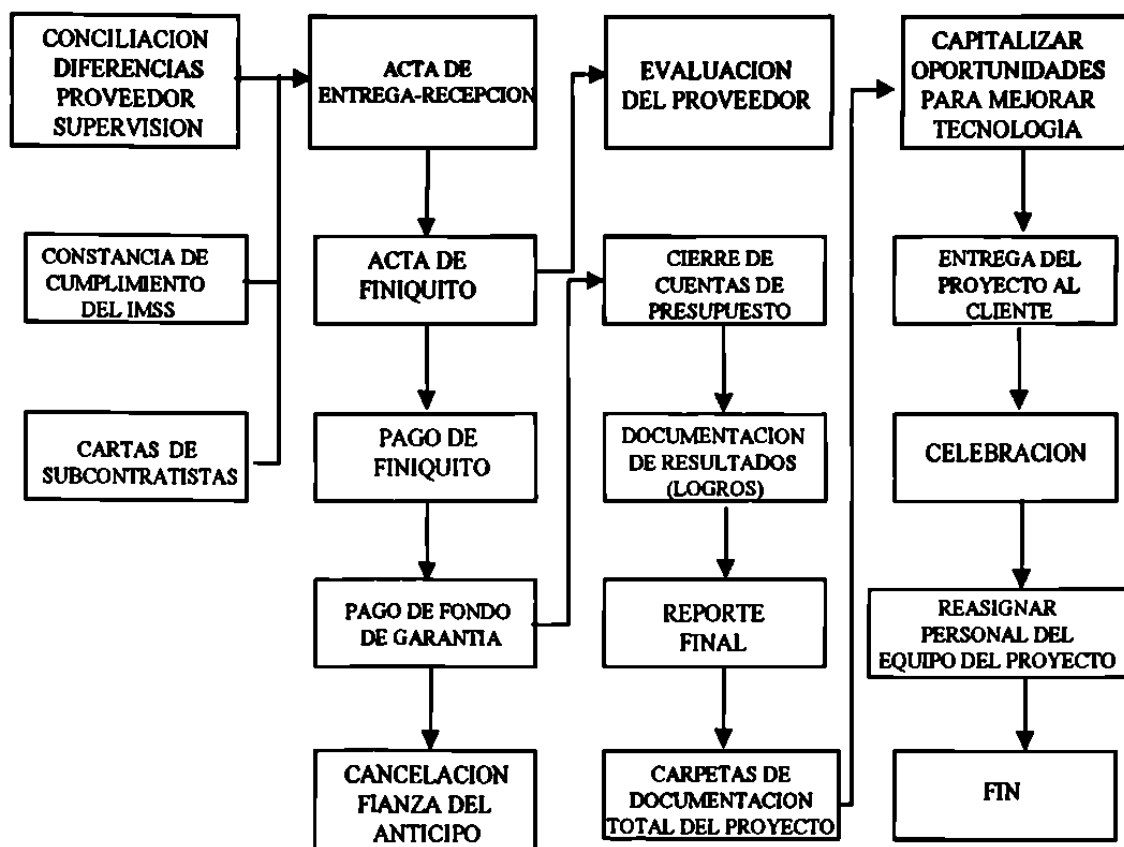 CONCILIACION
DIFERENCIAS
PROVEEDOR
SUPERVISION
CONSTANCIA DE
CUMPLIMIENTO
DEL IMSS
CARTAS DE
SUBCONTRATISTAS
ACTA DE
ENTREGA-RECEPCION
ACTA DE
FINIQUITO
PAGO DE
FINIQUITO
PAGO DE FONDO
DE GARANTIA
CANCELACION
FIANZA DEL
ANTICIPO
EVALUACION
DEL PROVEEDOR
CIERRE DE
CUENTAS DE
PRESUPUESTO
DOCUMENTACION
DE RESULTADOS
(LOGROS)
REPORTE
FINAL
CARPETAS DE
DOCUMENTACION
TOTAL DEL PROYECTO
CAPITALIZAR
OPORTUNIDADES
PARA MEJORAR
TECNOLOGIA
ENTREGA DEL
PROYECTO AL
CLIENTE
CELEBRACION
REASIGNAR
PERSONAL DEL
EQUIPO DEL PROYECTO
FIN